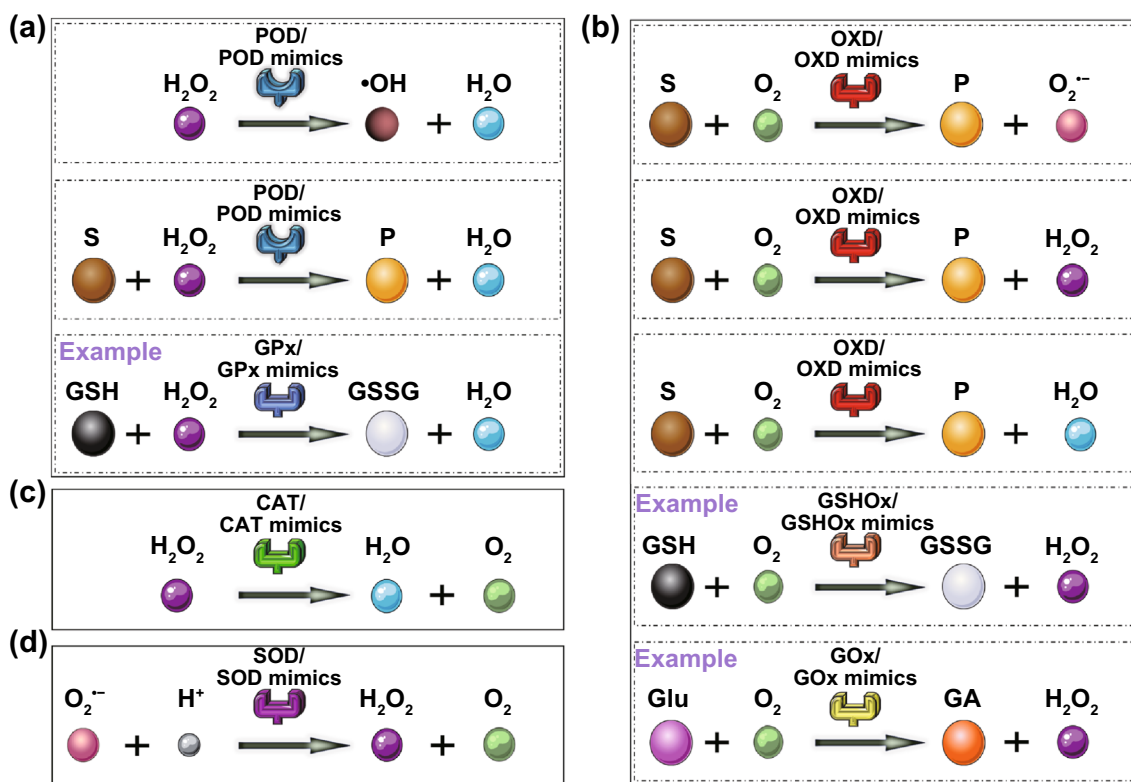 (a)
POD/
POD mimics
H₂O₂ •OH + H₂O
POD/
POD mimics
S + H₂O₂ P + H₂O
Example
GPx/
GPx mimics
GSH + H₂O₂ GSSG + H₂O
(b)
OXD/
OXD mimics
S + O₂ P + O₂•−
OXD/
OXD mimics
S + O₂ P + H₂O₂
OXD/
OXD mimics
S + O₂ P + H₂O
Example
GSHOx/
GSHOx mimics
GSH + O₂ GSSG + H₂O₂
Example
GOx/
GOx mimics
Glu + O₂ GA + H₂O₂
(c)
CAT/
CAT mimics
H₂O₂ H₂O + O₂
(d)
SOD/
SOD mimics
O₂•− + H⁺ H₂O₂ + O₂